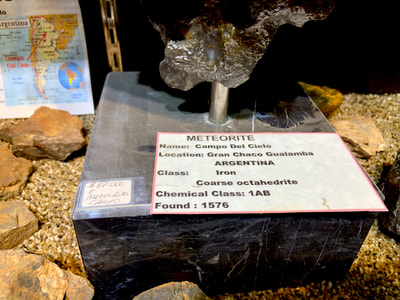 Argentina
METEORITE
Name: Campo Del Cielo
Location: Gran Chaco Gualamba
ARGENTINA
Class: Iron
Coarse octahedrite
Chemical Class: 1AB
Found : 1576